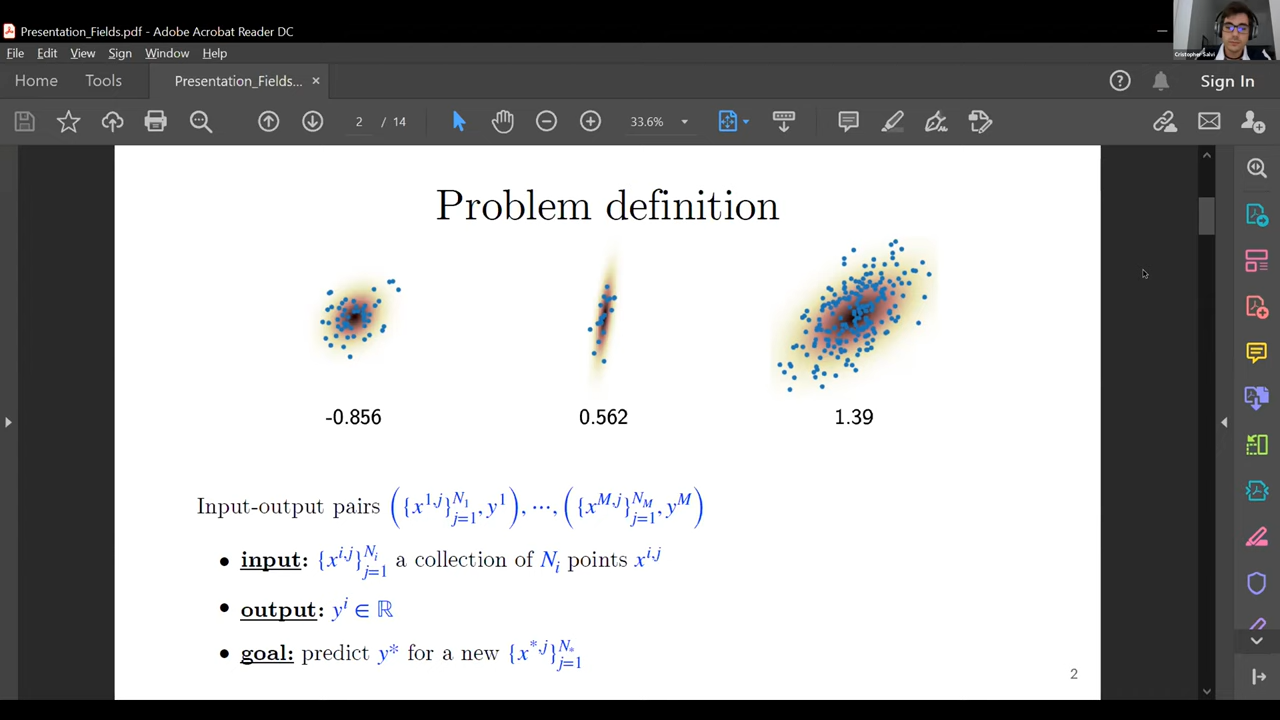 Presentation_Fields.pdf - Adobe Acrobat Reader DC
Cristopher Salvi
File Edit View Sign Window Help
Home Tools Presentation_Fields... × Sign In
2 / 14 33.6%
Problem definition
-0.856 0.562 1.39
Input-output pairs ({x^{1,j}}_{j=1}^{N_1}, y^1), ⋯, ({x^{M,j}}_{j=1}^{N_M}, y^M)
• input: {x^{i,j}}_{j=1}^{N_i} a collection of N_i points x^{i,j}
• output: y^i ∈ ℝ
• goal: predict y* for a new {x^{*,j}}_{j=1}^{N_*}
2